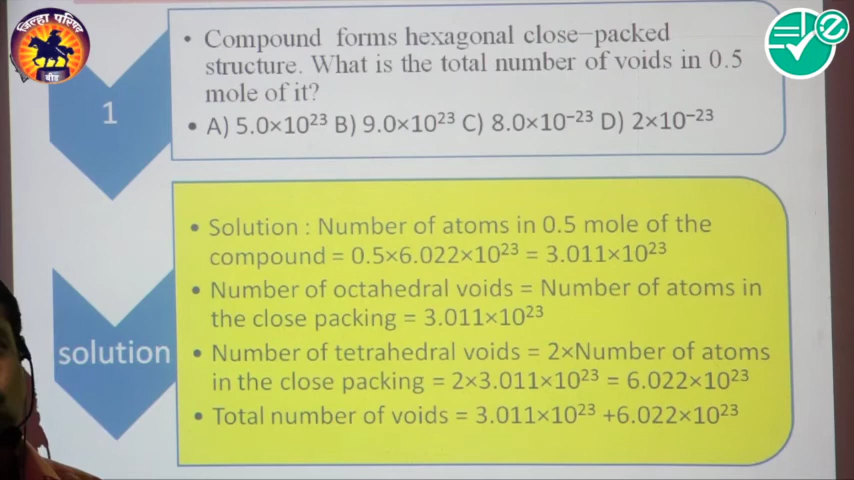 जिल्हा परिषद
बीड
1
• Compound forms hexagonal close–packed
structure. What is the total number of voids in 0.5
mole of it?
• A) 5.0×10²³ B) 9.0×10²³ C) 8.0×10⁻²³ D) 2×10⁻²³
solution
• Solution : Number of atoms in 0.5 mole of the
compound = 0.5×6.022×10²³ = 3.011×10²³
• Number of octahedral voids = Number of atoms in
the close packing = 3.011×10²³
• Number of tetrahedral voids = 2×Number of atoms
in the close packing = 2×3.011×10²³ = 6.022×10²³
• Total number of voids = 3.011×10²³ +6.022×10²³